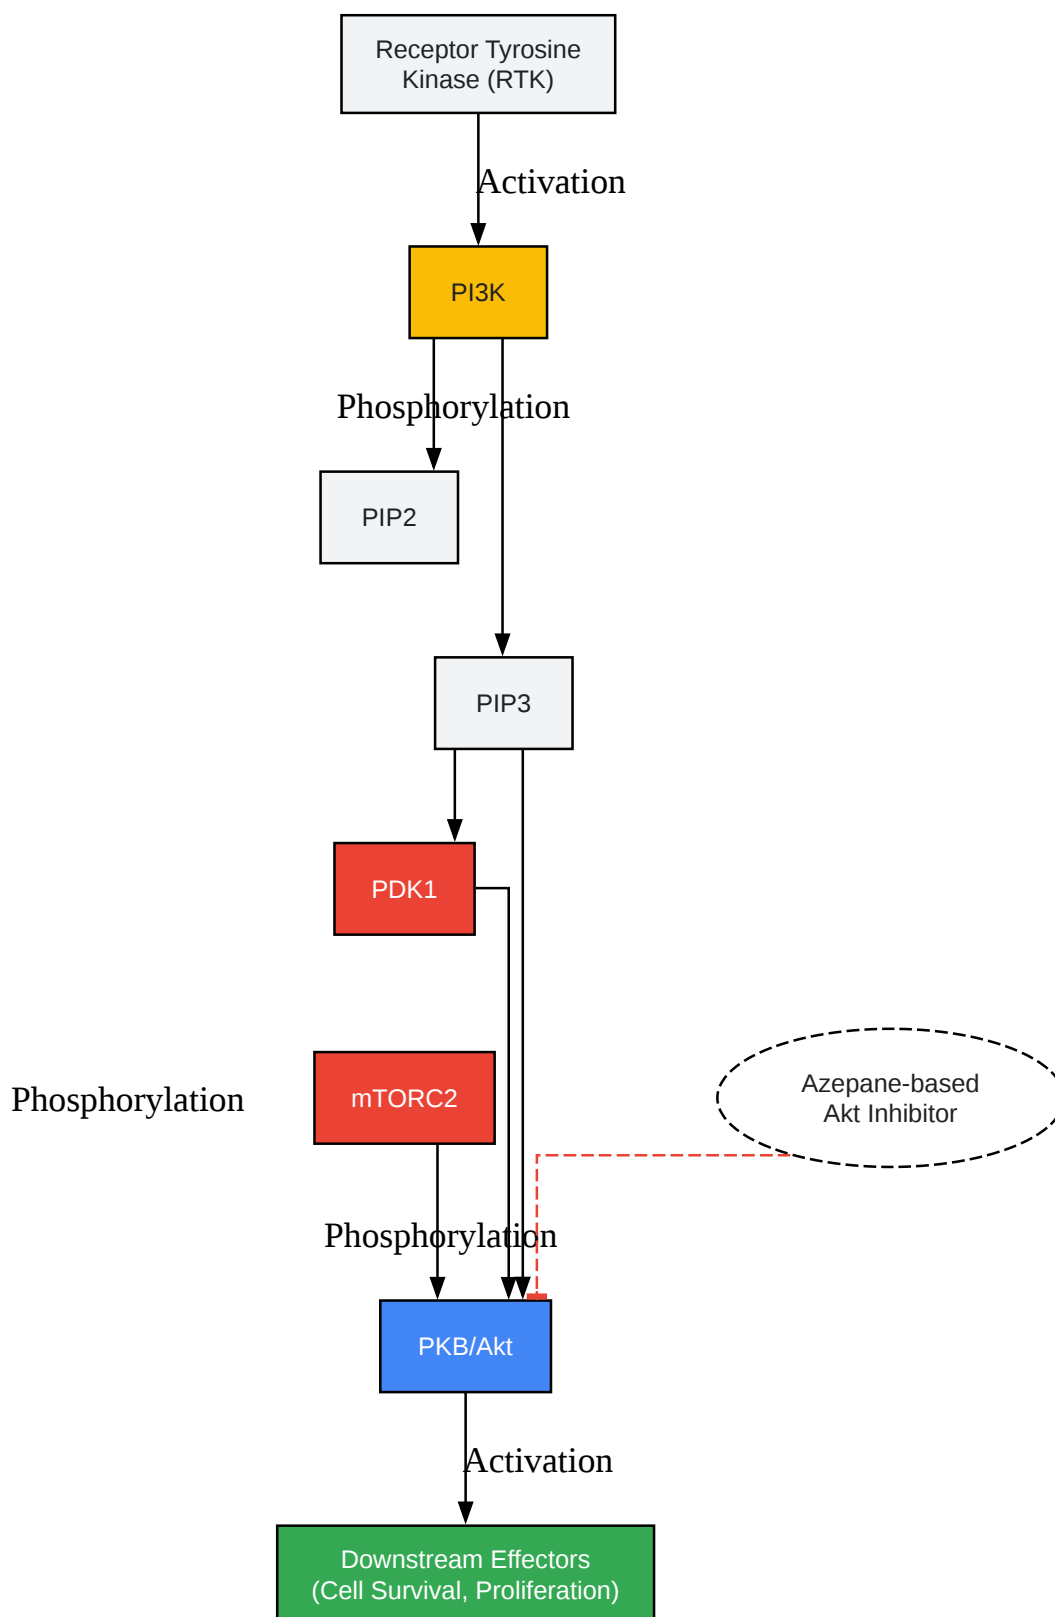 Receptor Tyrosine
Kinase (RTK)
Activation
PI3K
Phosphorylation
PIP2
PIP3
PDK1
mTORC2
Phosphorylation
Azepane-based
Akt Inhibitor
Phosphorylation
PKB/Akt
Activation
Downstream Effectors
(Cell Survival, Proliferation)